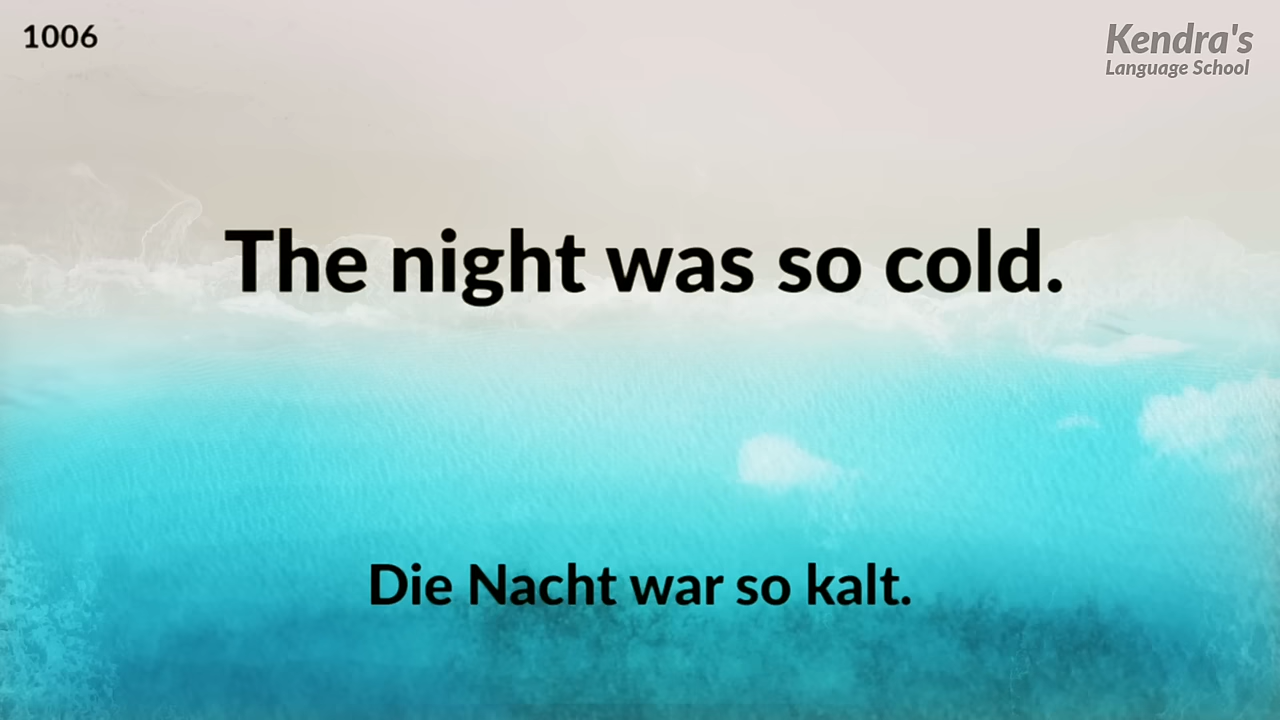 1006
Kendra's
Language School
The night was so cold.
Die Nacht war so kalt.